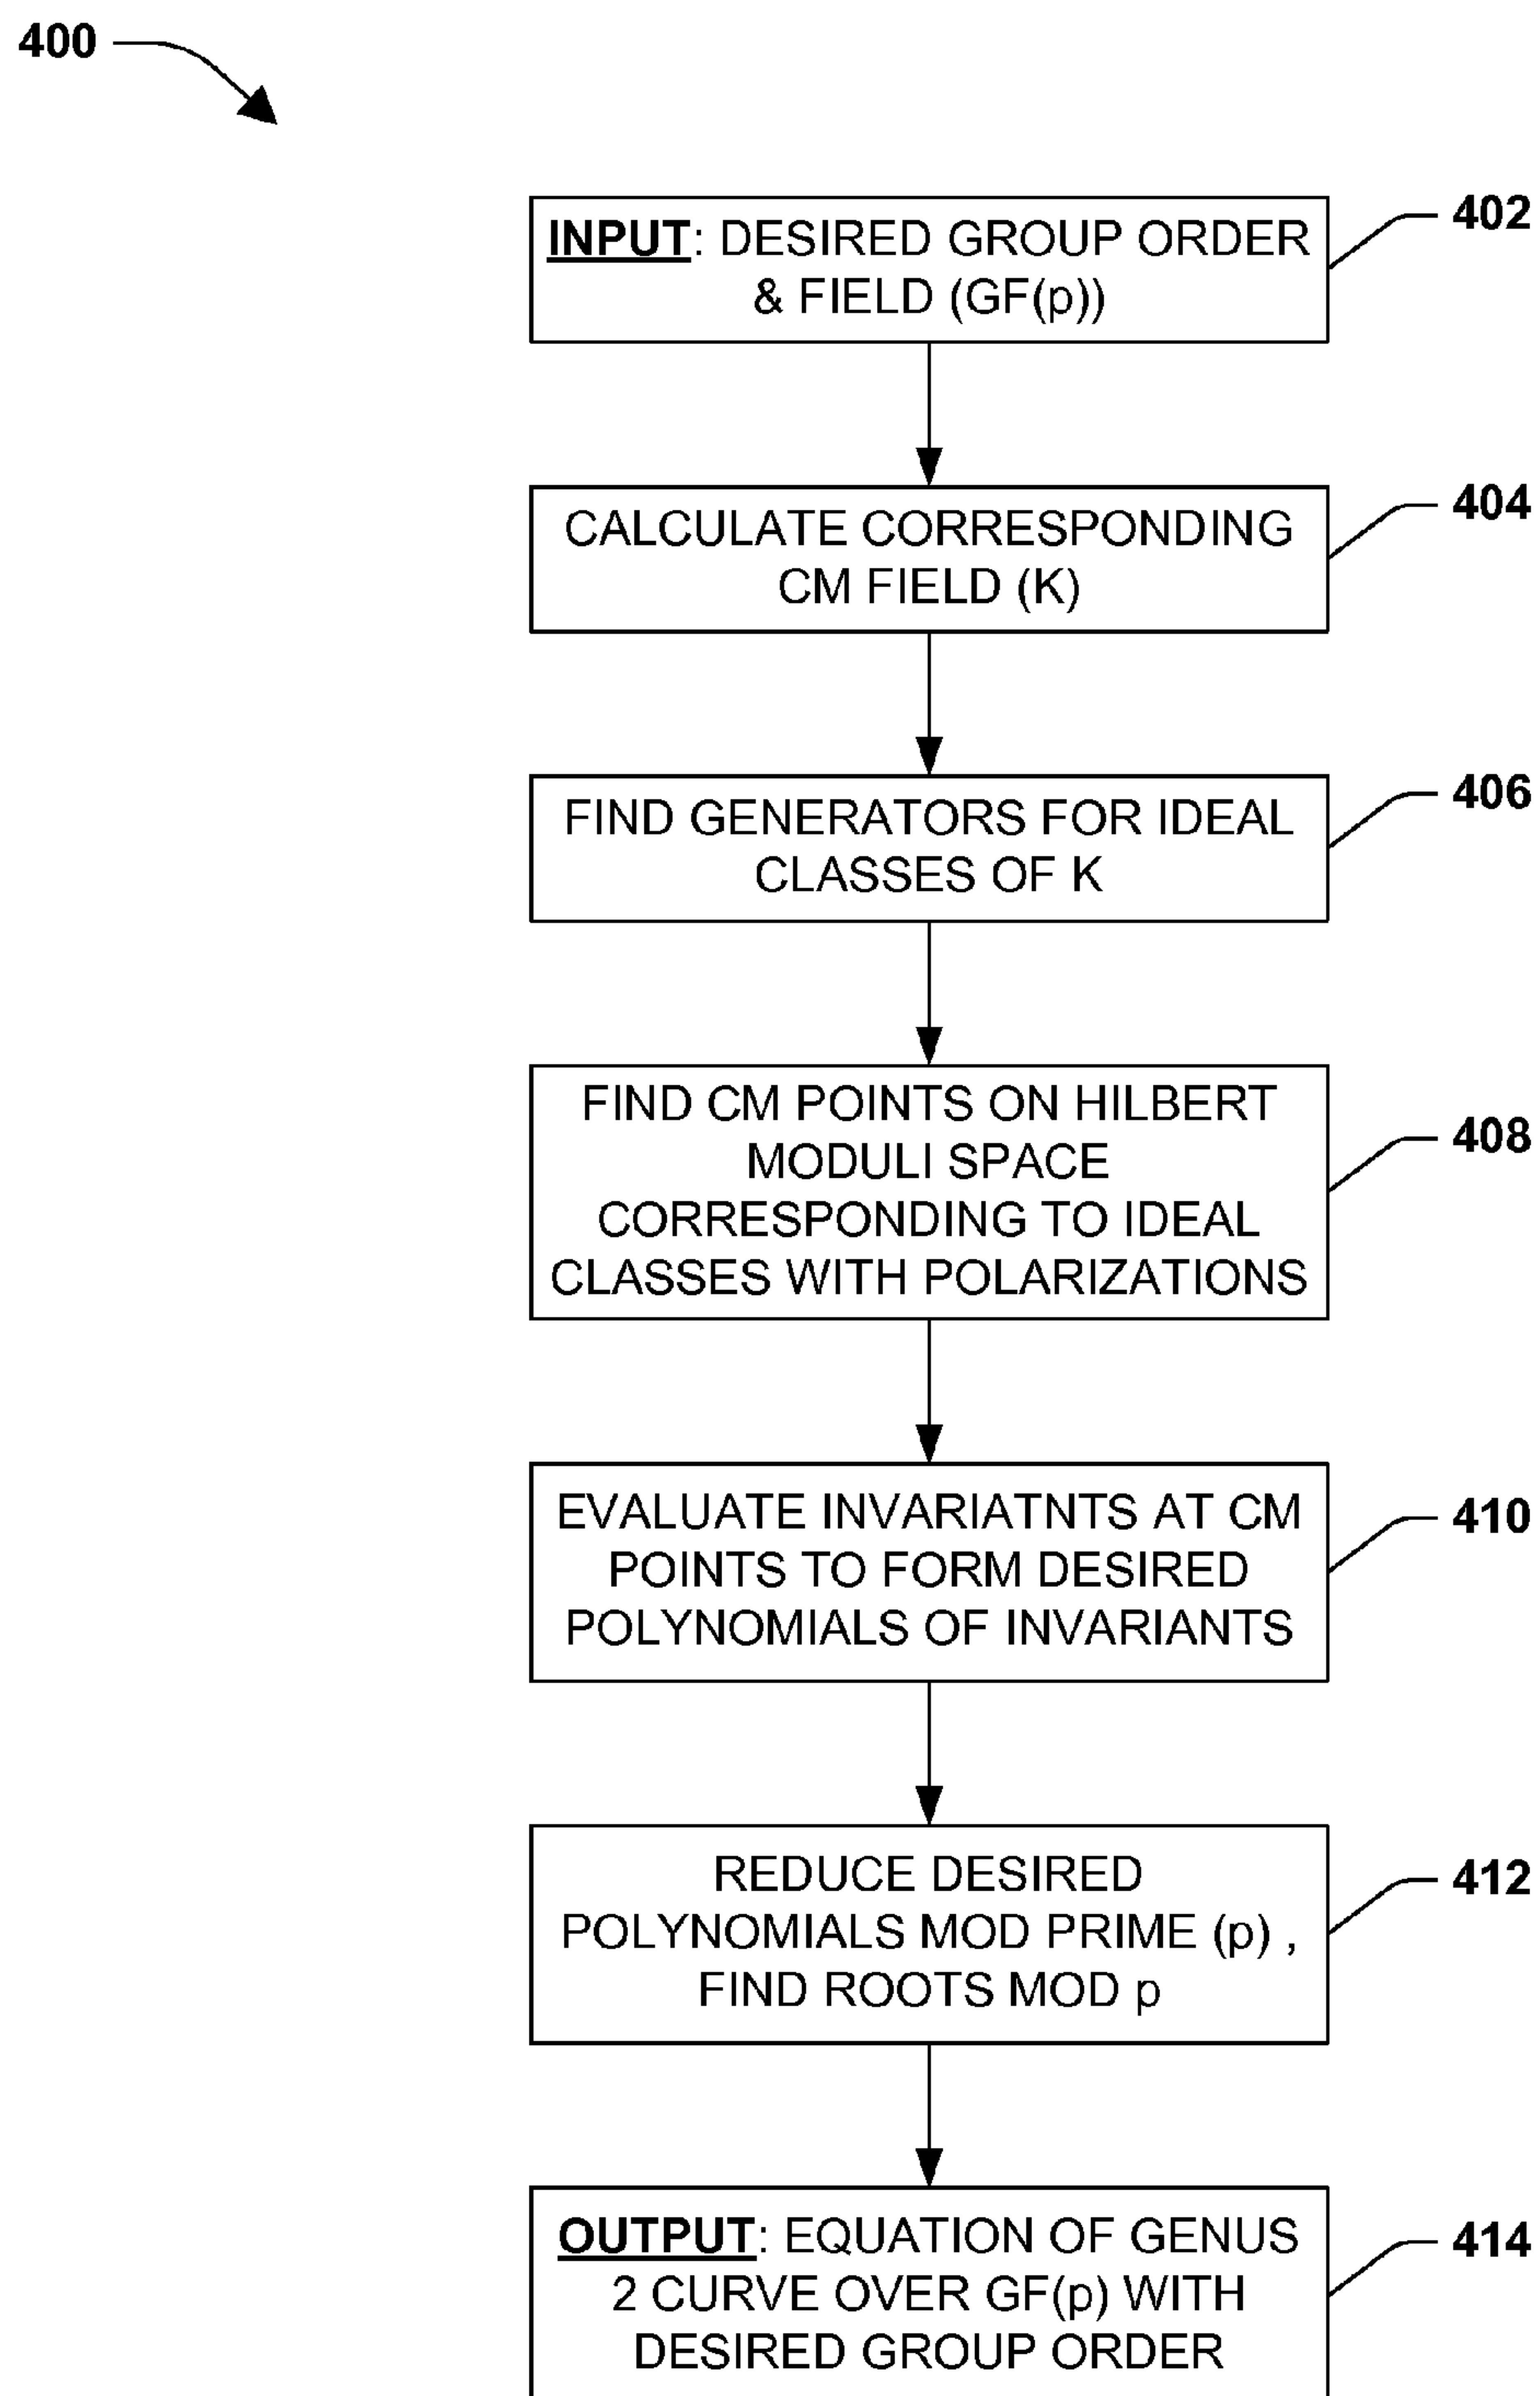 400
INPUT: DESIRED GROUP ORDER
& FIELD (GF(p))
402
CALCULATE CORRESPONDING
CM FIELD (K)
404
FIND GENERATORS FOR IDEAL
CLASSES OF K
406
FIND CM POINTS ON HILBERT
MODULI SPACE
CORRESPONDING TO IDEAL
CLASSES WITH POLARIZATIONS
408
EVALUATE INVARIATNTS AT CM
POINTS TO FORM DESIRED
POLYNOMIALS OF INVARIANTS
410
REDUCE DESIRED
POLYNOMIALS MOD PRIME (p) ,
FIND ROOTS MOD p
412
OUTPUT: EQUATION OF GENUS
2 CURVE OVER GF(p) WITH
DESIRED GROUP ORDER
414